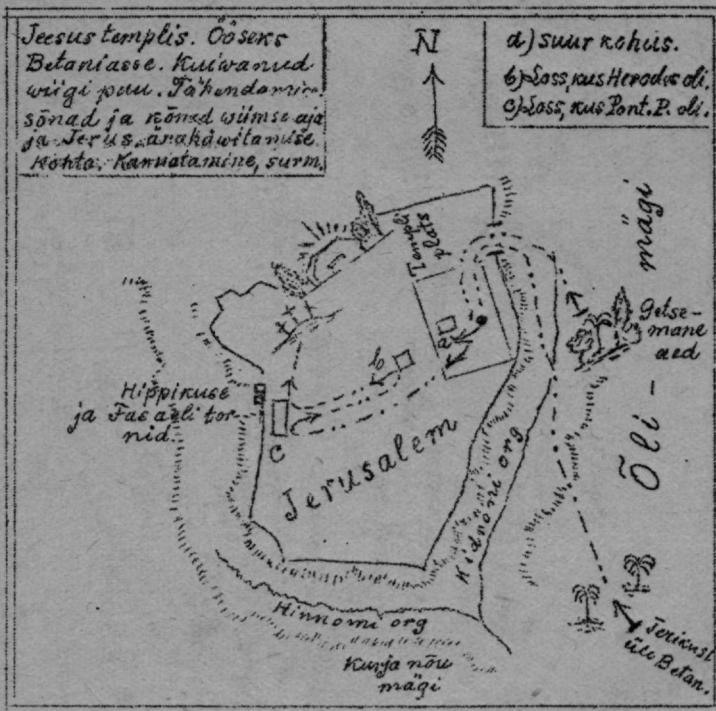 Jeesus templis. Ööseks
Betaniasse. Kuiwanud
wiigi puu. Tähendamis-
sõnad ja kõned wiimse aja
ja Jerus. ärahäwitamise
kohta. Kannatamine, surm.
N
a) Suur kohus.
b) Loss, kus Herodes oli.
c) Loss, kus Pont. P. oli.
Templi
plats
a
b
c
Hippikuse
ja Fasaeli tor
nid.
Jerusalem
Kidroni org
Hinnomi org
Kurja nõu
mägi
Getse-
mane
aed
Õli-mägi
Jerikust
üle Betan.